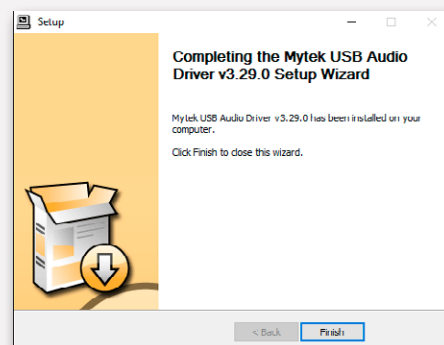 Setup
Completing the Mytek USB Audio
Driver v3.29.0 Setup Wizard
Mytek USB Audio Driver v3.29.0 has been installed on your
computer.
Click Finish to close this wizard.
< Back
Finish